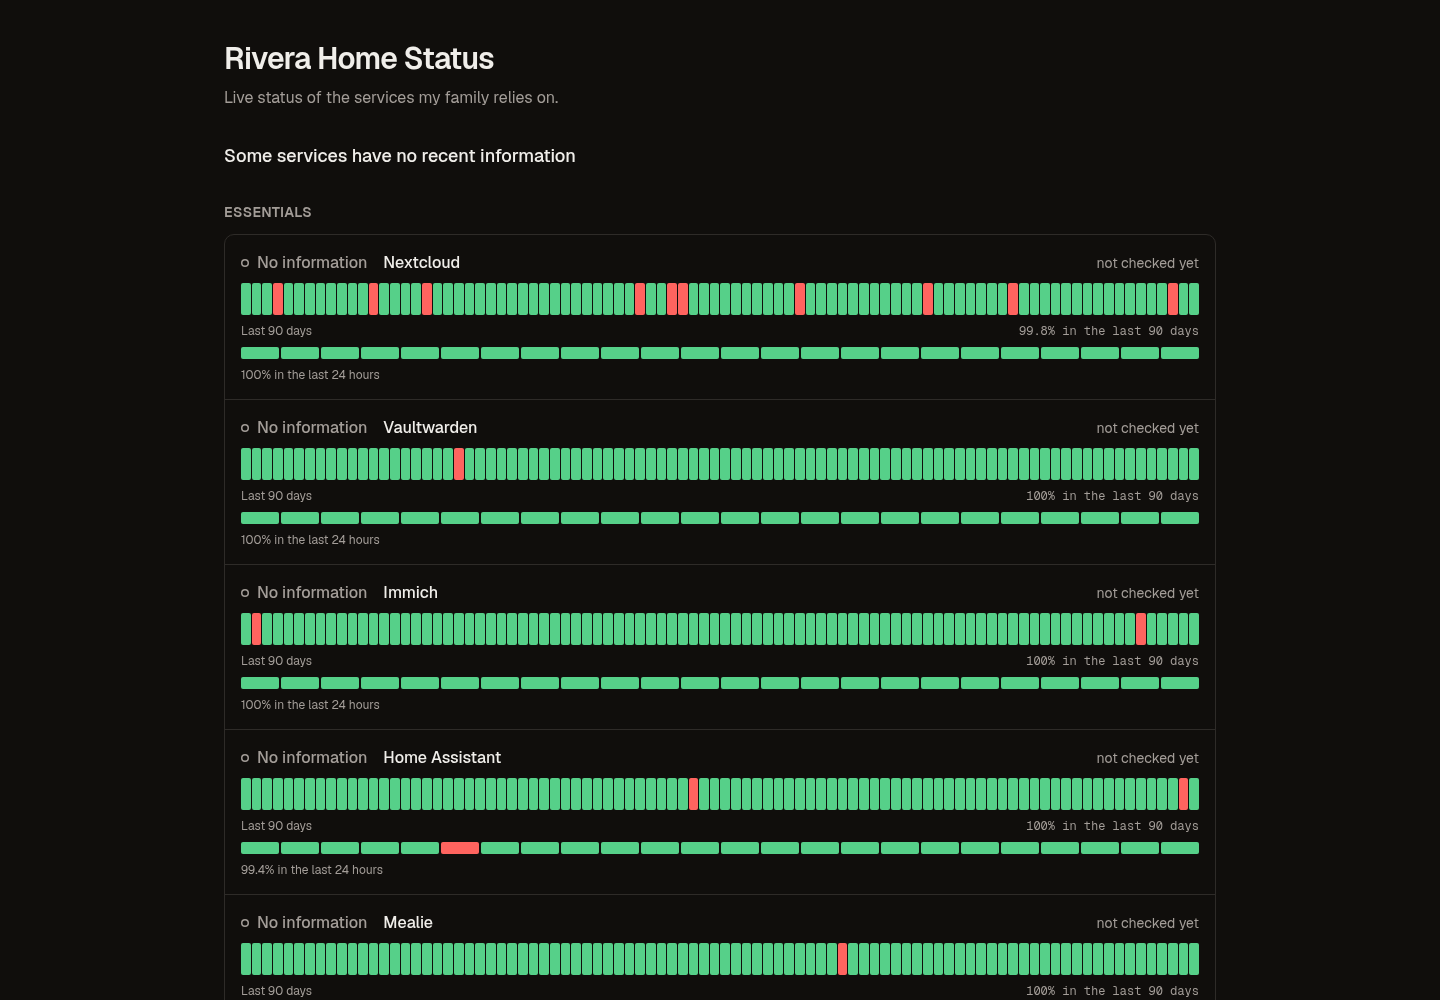 Rivera Home Status
Live status of the services my family relies on.
Some services have no recent information
ESSENTIALS
No information Nextcloud not checked yet
Last 90 days 99.8% in the last 90 days
100% in the last 24 hours
No information Vaultwarden not checked yet
Last 90 days 100% in the last 90 days
100% in the last 24 hours
No information Immich not checked yet
Last 90 days 100% in the last 90 days
100% in the last 24 hours
No information Home Assistant not checked yet
Last 90 days 100% in the last 90 days
99.4% in the last 24 hours
No information Mealie not checked yet
Last 90 days 100% in the last 90 days